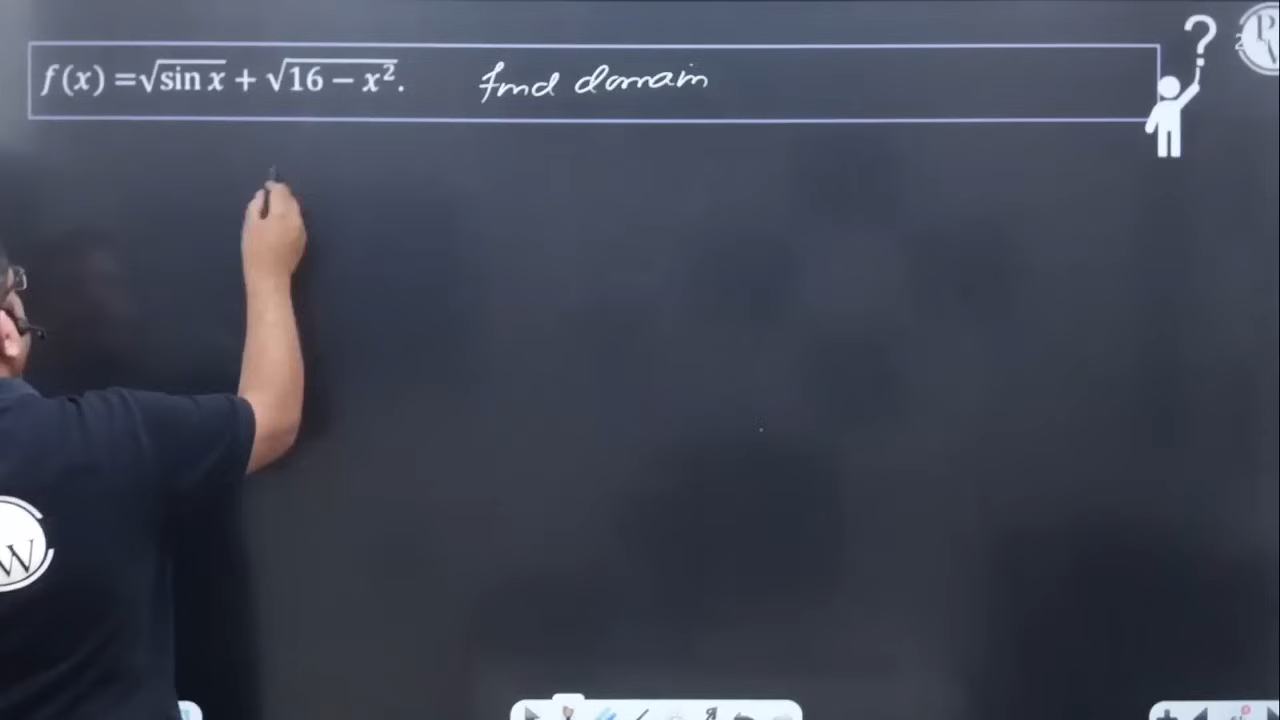 f(x) = √sin x + √16 − x². find domain
?
W